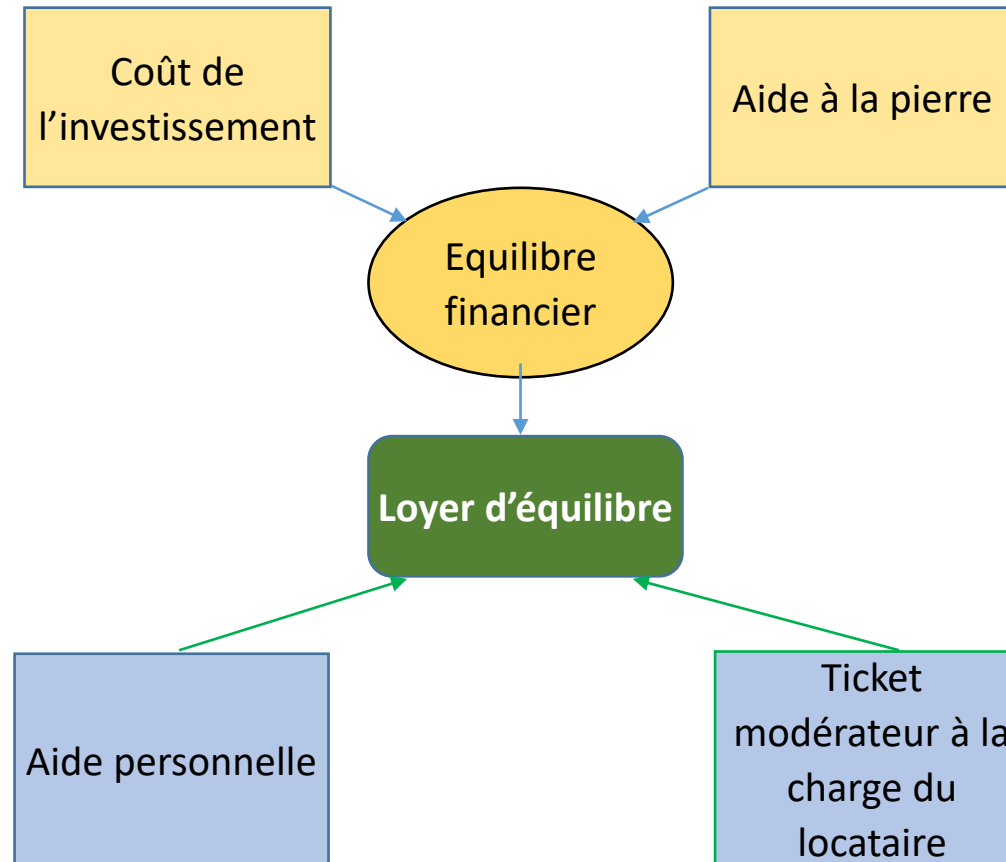 Coût de
l’investissement
Aide à la pierre
Equilibre
financier
Loyer d’équilibre
Aide personnelle
Ticket
modérateur à la
charge du
locataire